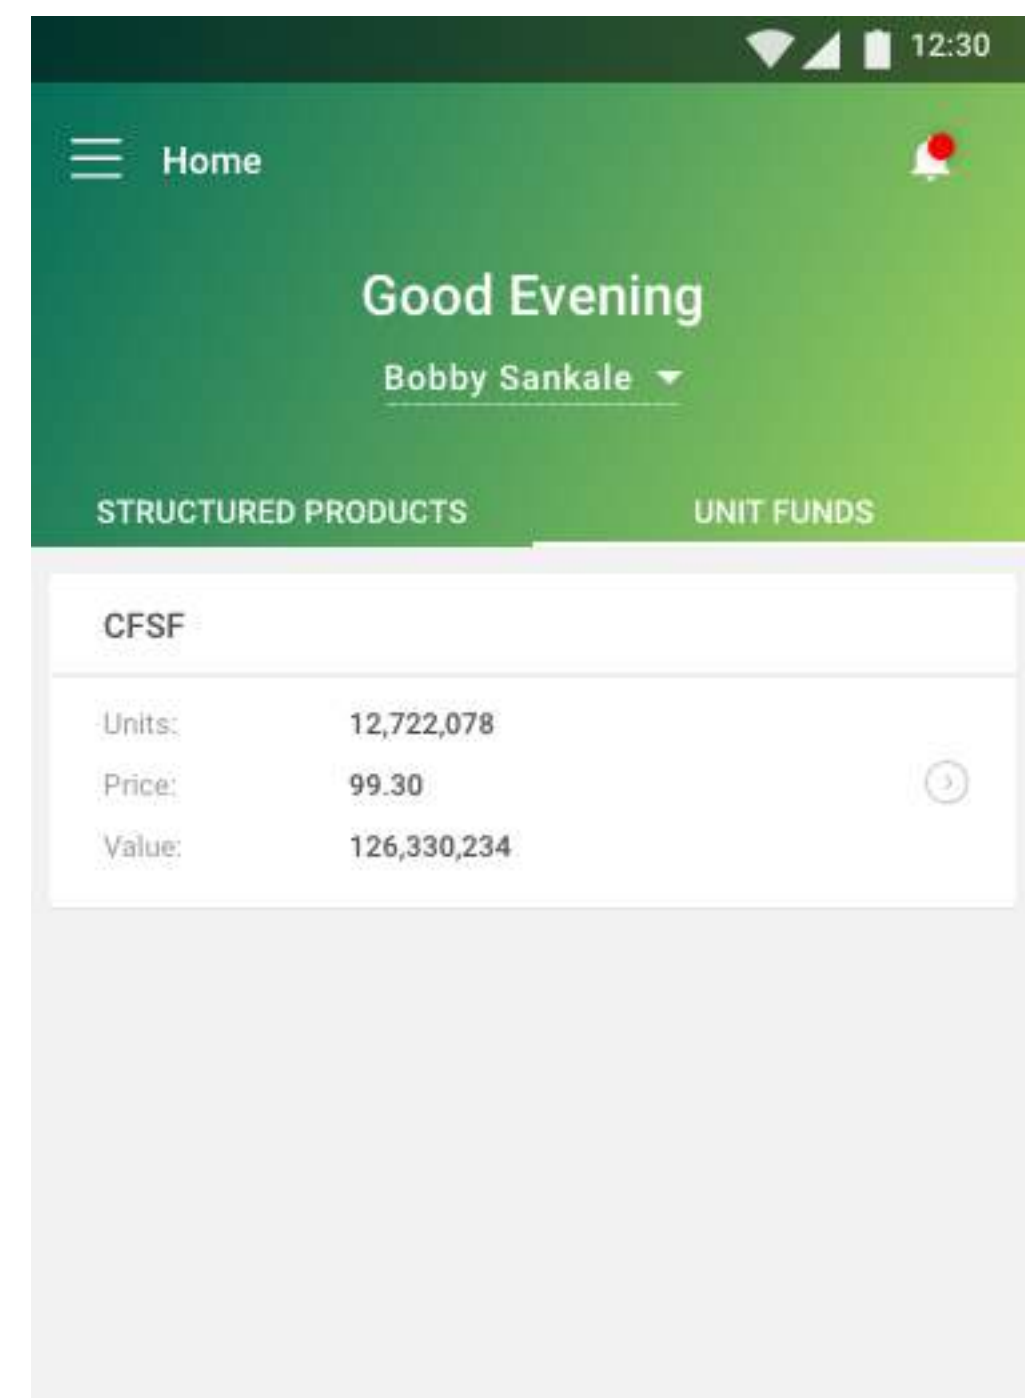 12:30
Home
Good Evening
Bobby Sankale
STRUCTURED PRODUCTS UNIT FUNDS
CFSF
Units: 12,722,078
Price: 99.30
Value: 126,330,234